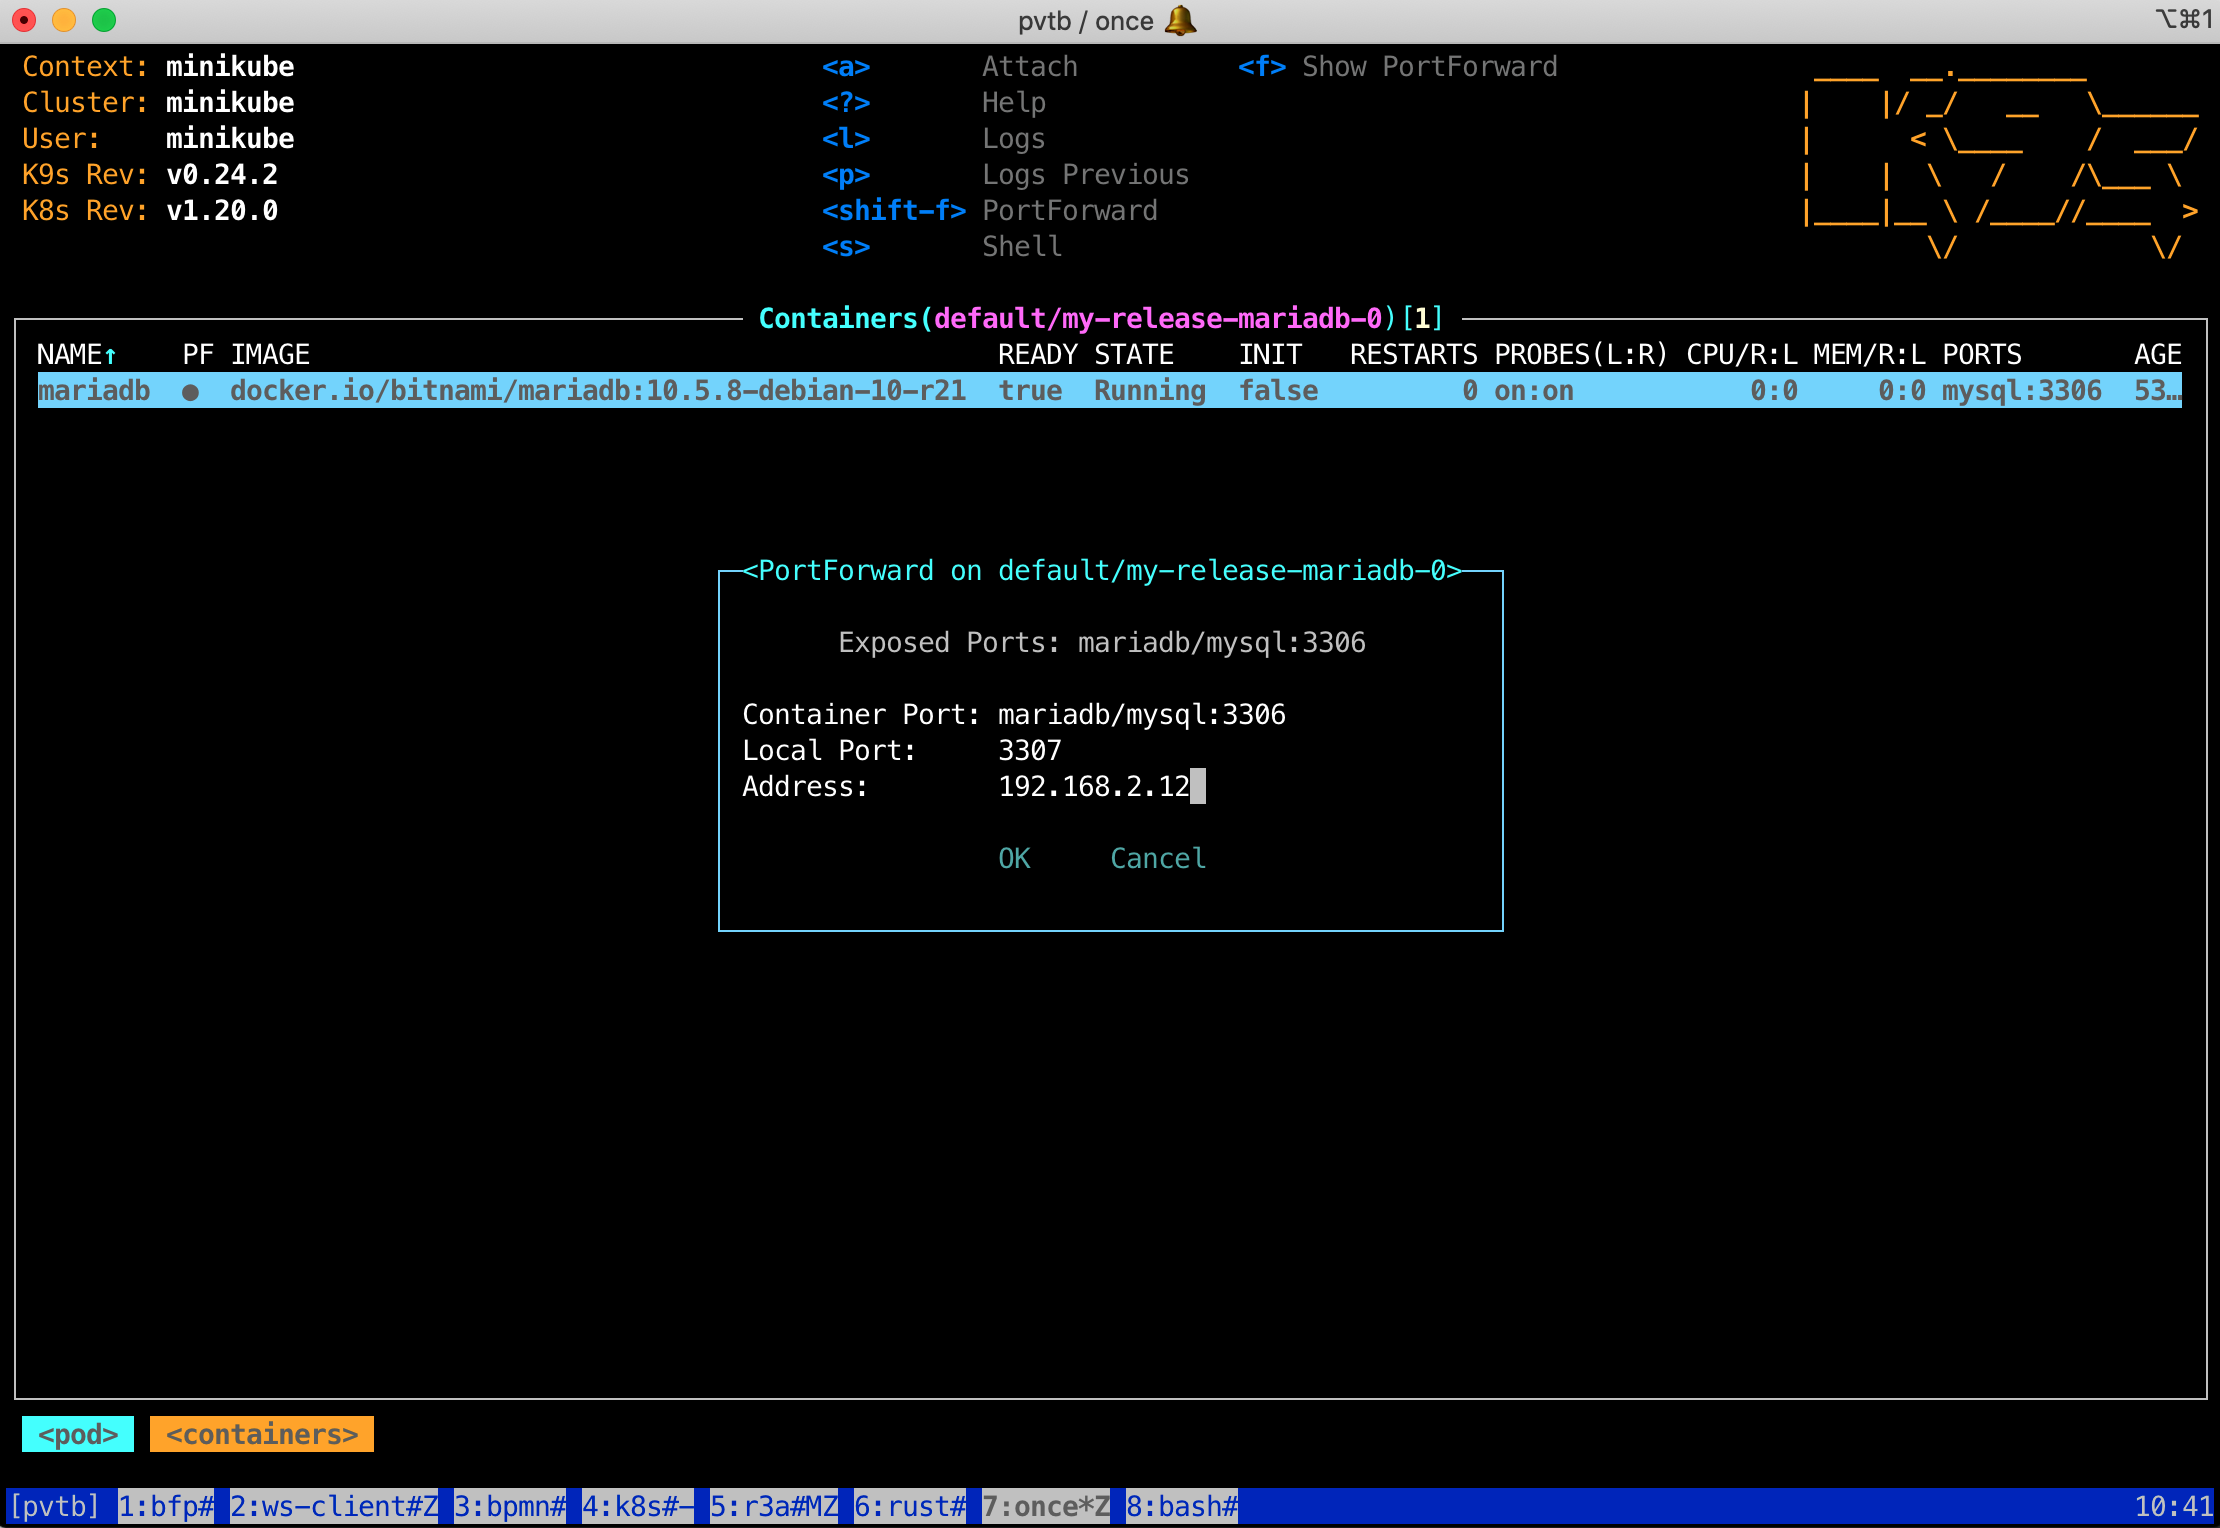 pvtb / once 🔔 ⌥⌘1
Context: minikube <a> Attach <f> Show PortForward
Cluster: minikube <?> Help
User: minikube <l> Logs
K9s Rev: v0.24.2 <p> Logs Previous
K8s Rev: v1.20.0 <shift-f> PortForward
<s> Shell
Containers(default/my-release-mariadb-0)[1]
NAME↑ PF IMAGE READY STATE INIT RESTARTS PROBES(L:R) CPU/R:L MEM/R:L PORTS AGE
mariadb ● docker.io/bitnami/mariadb:10.5.8-debian-10-r21 true Running false 0 on:on 0:0 0:0 mysql:3306 53…
<PortForward on default/my-release-mariadb-0>
Exposed Ports: mariadb/mysql:3306
Container Port: mariadb/mysql:3306
Local Port: 3307
Address: 192.168.2.12
OK Cancel
<pod> <containers>
[pvtb] 1:bfp# 2:ws-client#Z 3:bpmn# 4:k8s#- 5:r3a#MZ 6:rust# 7:once*Z 8:bash# 10:41